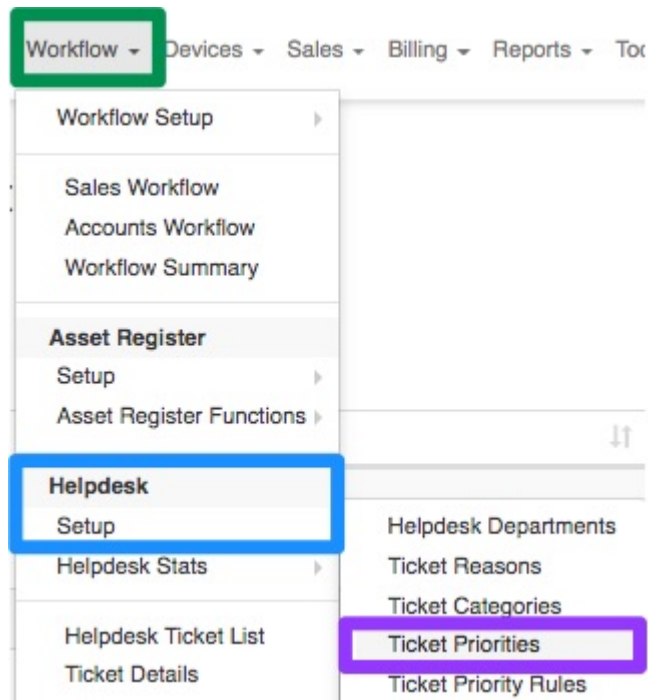 Workflow Devices Sales Billing Reports
Workflow Setup
Sales Workflow
Accounts Workflow
Workflow Summary
Asset Register
Setup
Asset Register Functions
Helpdesk
Setup
Helpdesk Stats
Helpdesk Ticket List
Ticket Details
Helpdesk Departments
Ticket Reasons
Ticket Categories
Ticket Priorities
Ticket Priority Rules